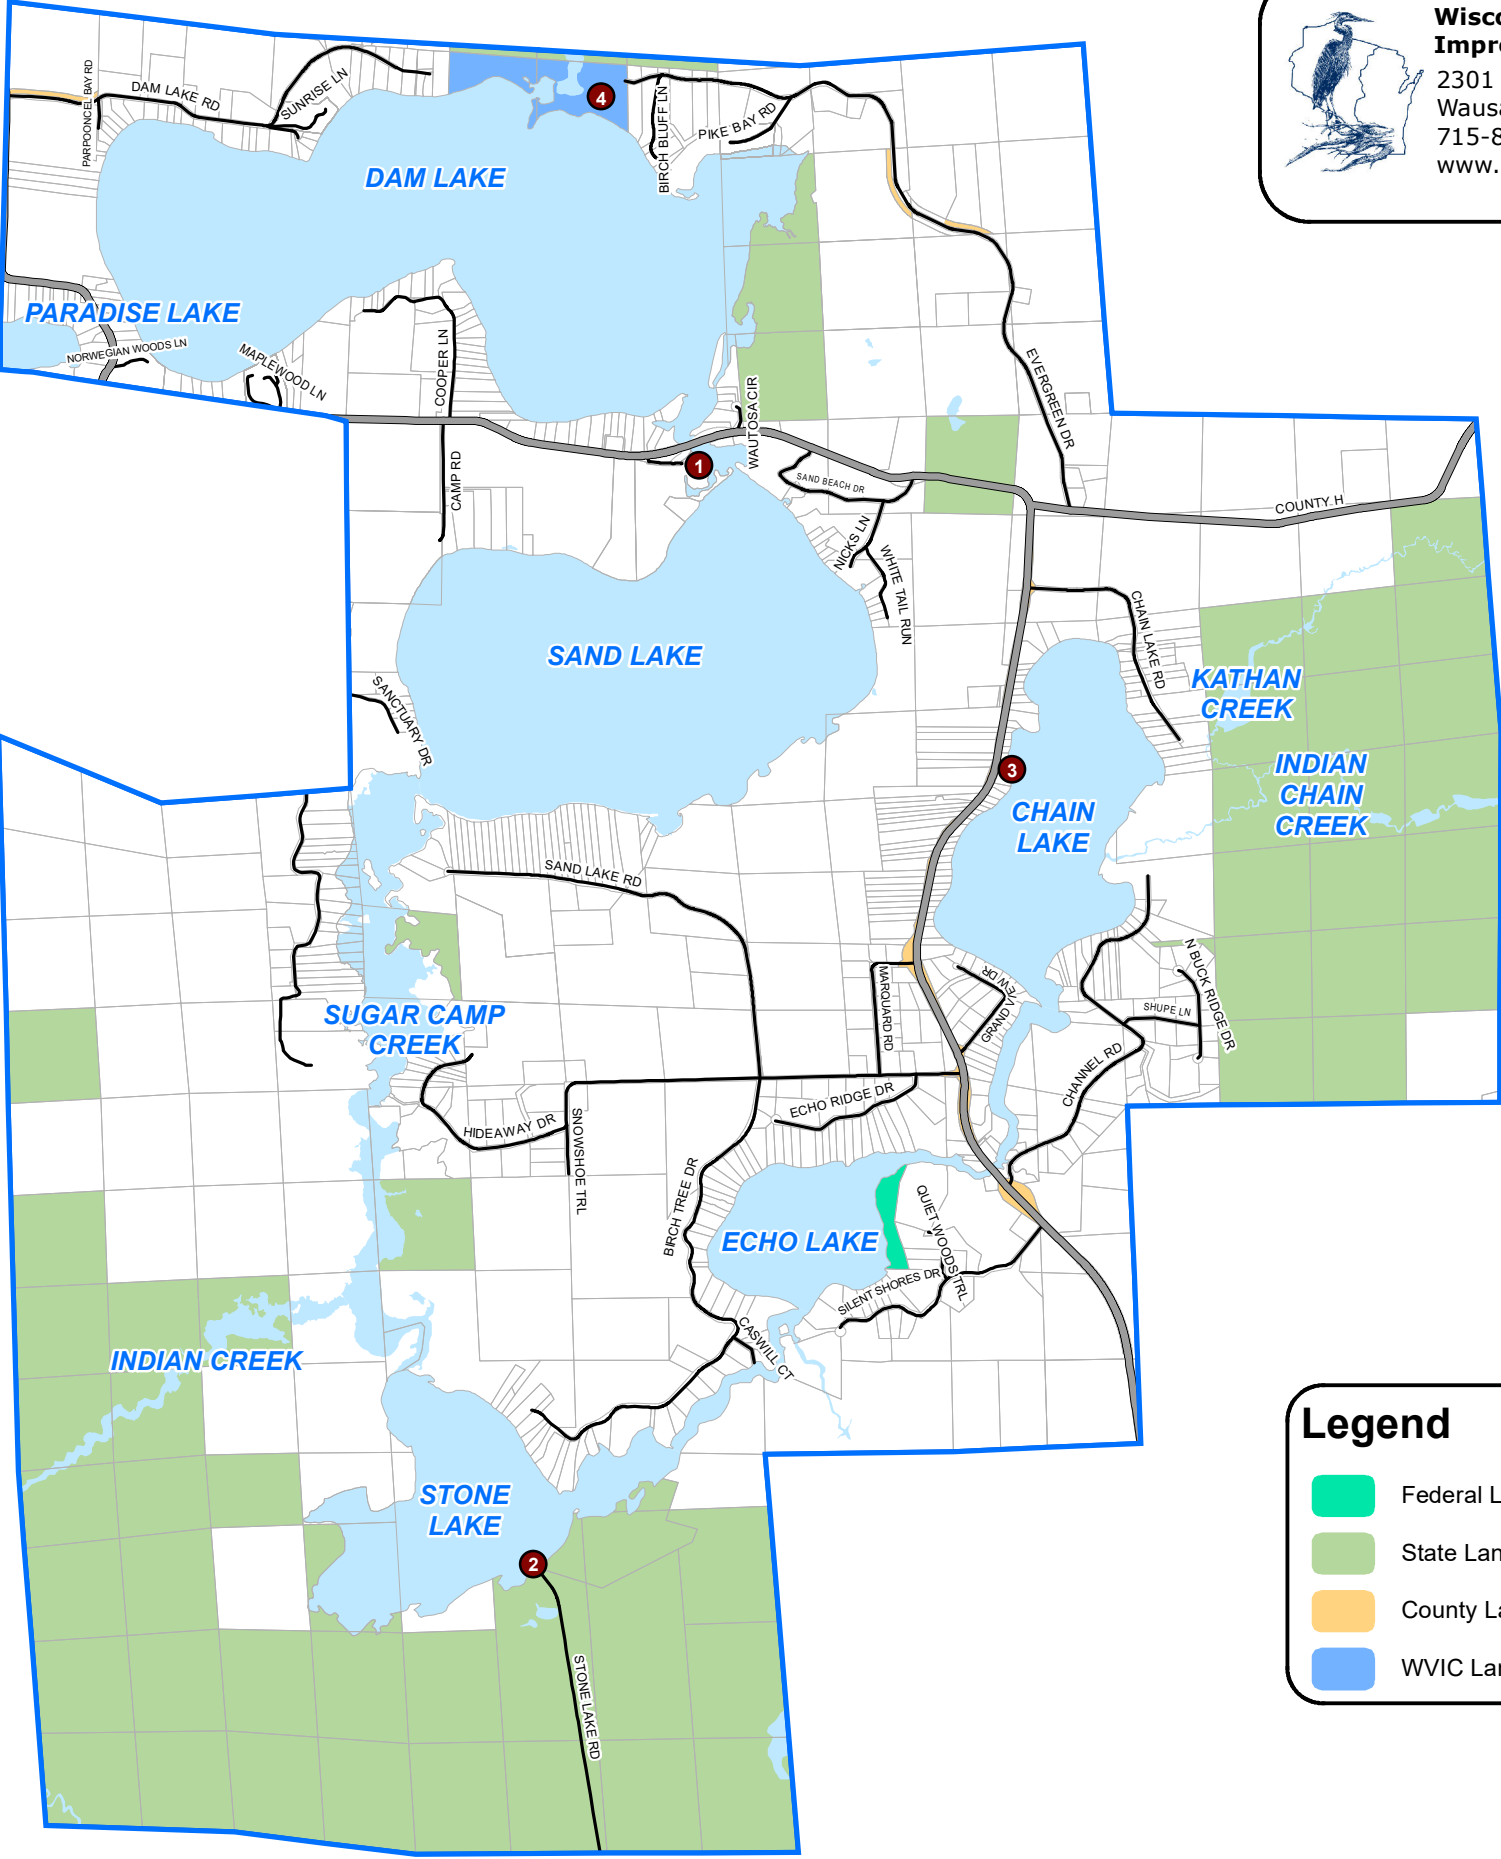 Wisco
Impro
2301
Wausa
715-8
www.
PARPOONCEL BAY RD
DAM LAKE RD
SUNRISE LN
4
BIRCH BLUFF LN
PIKE BAY RD
DAM LAKE
PARADISE LAKE
NORWEGIAN WOODS LN
MAPLEWOOD LN
COOPER LN
WAUTOSA CIR
EVERGREEN DR
CAMP RD
1
SAND BEACH DR
COUNTY H
NICKS LN
WHITE TAIL RUN
CHAIN LAKE RD
SAND LAKE
SANCTUARY DR
KATHAN
CREEK
3
INDIAN
CHAIN
CREEK
CHAIN
LAKE
SAND LAKE RD
MARQUARD RD
GRAND VIEW DR
N BUCK RIDGE DR
SHUPE LN
SUGAR CAMP
CREEK
CHANNEL RD
ECHO RIDGE DR
HIDEAWAY DR
SNOWSHOE TRL
BIRCH TREE DR
QUIET WOODS TRL
ECHO LAKE
SILENT SHORES DR
CASWILL CT
INDIAN CREEK
STONE
LAKE
2
STONE LAKE RD
Legend
Federal L
State Lan
County La
WVIC Lan